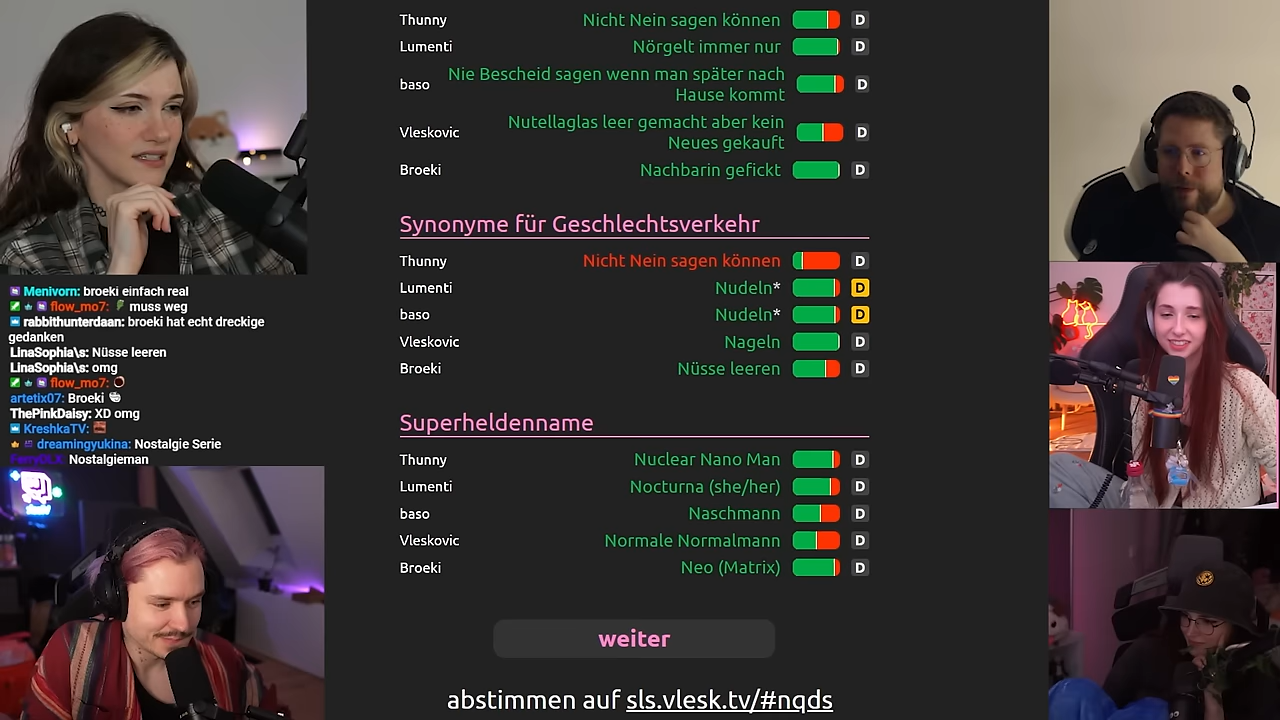 Thunny Nicht Nein sagen können D
Lumenti Nörgelt immer nur D
baso Nie Bescheid sagen wenn man später nach
Hause kommt D
Vleskovic Nutellaglas leer gemacht aber kein
Neues gekauft D
Broeki Nachbarin gefickt D
Synonyme für Geschlechtsverkehr
Thunny Nicht Nein sagen können D
Lumenti Nudeln* D
baso Nudeln* D
Vleskovic Nageln D
Broeki Nüsse leeren D
Superheldenname
Thunny Nuclear Nano Man D
Lumenti Nocturna (she/her) D
baso Naschmann D
Vleskovic Normale Normalmann D
Broeki Neo (Matrix) D
weiter
abstimmen auf sls.vlesk.tv/#nqds
Menivorn: broeki einfach real
flow_mo7: muss weg
rabbithunterdaan: broeki hat echt dreckige
gedanken
LinaSophia\s: Nüsse leeren
LinaSophia\s: omg
flow_mo7:
artetix07: Broeki
ThePinkDaisy: XD omg
KreshkaTV:
dreamingyukina: Nostalgie Serie
Nostalgieman